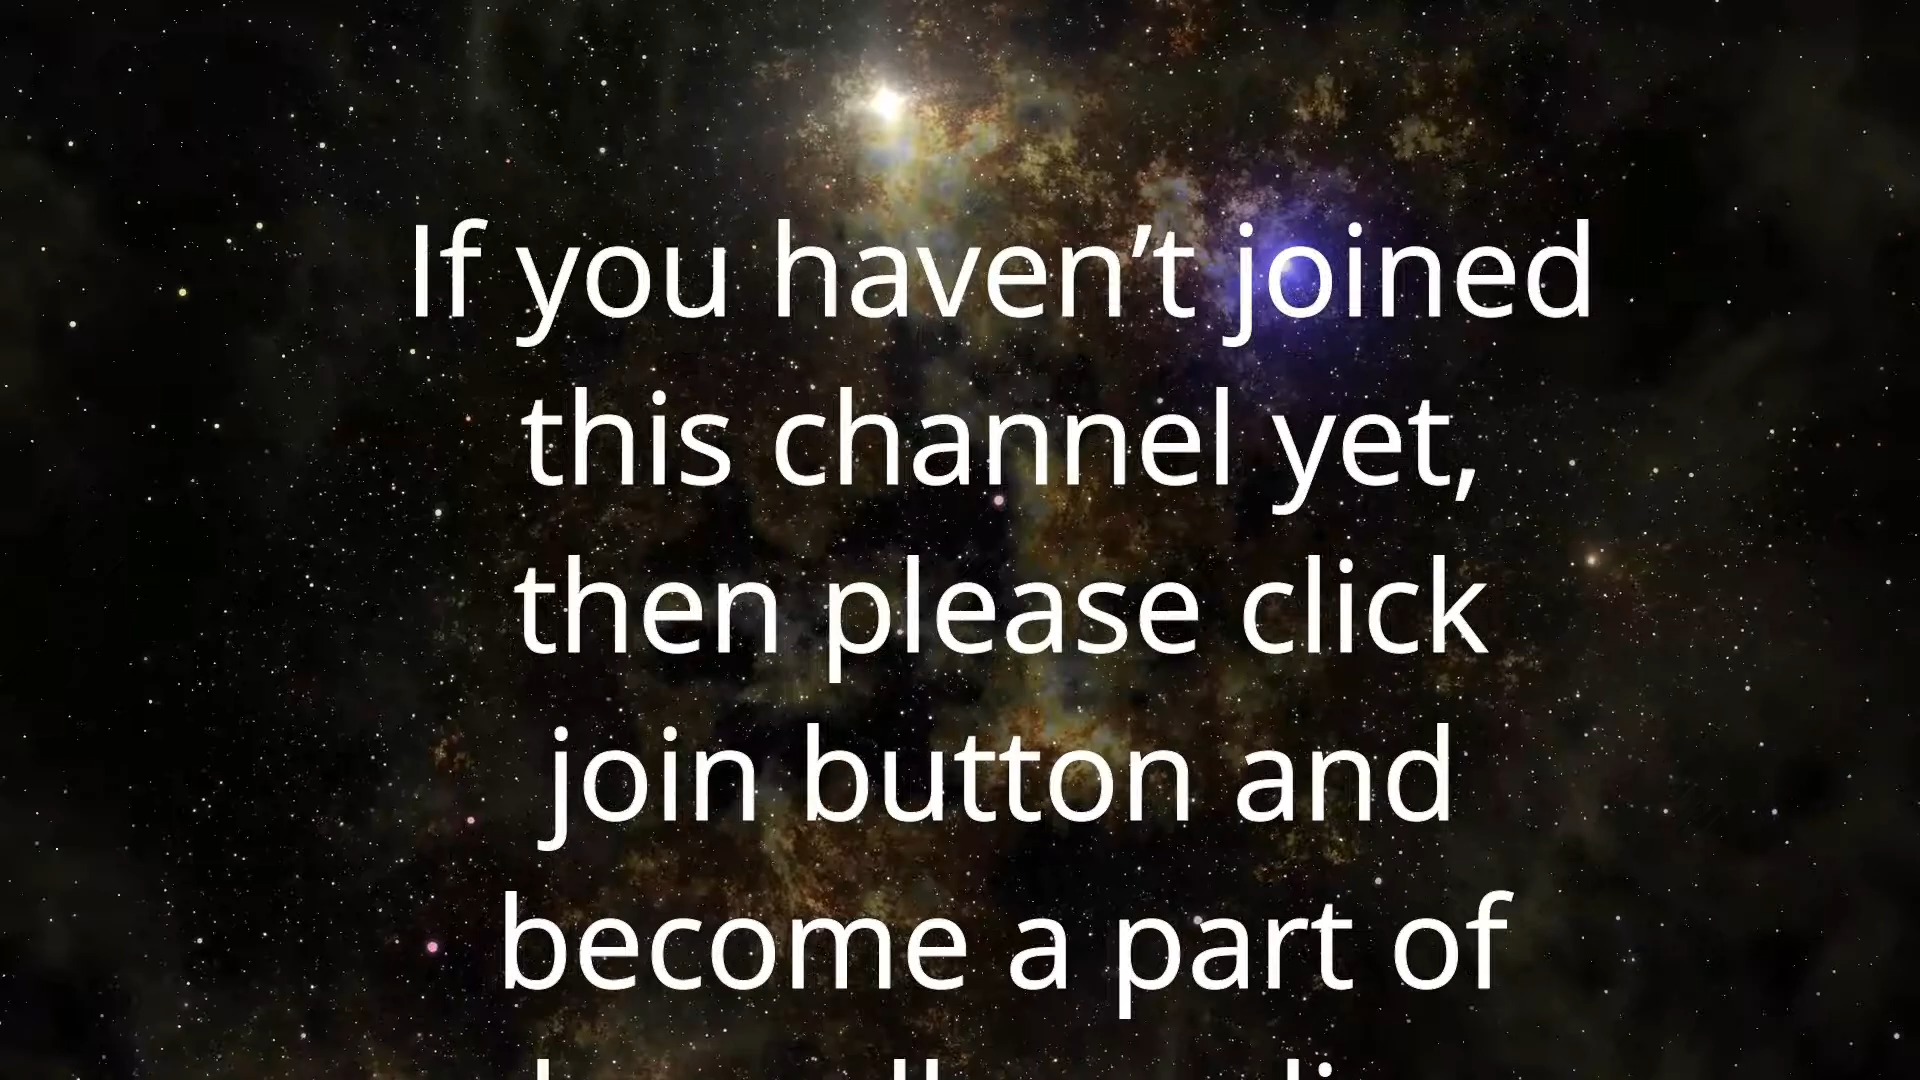 If you haven’t joined
this channel yet,
then please click
join button and
become a part of